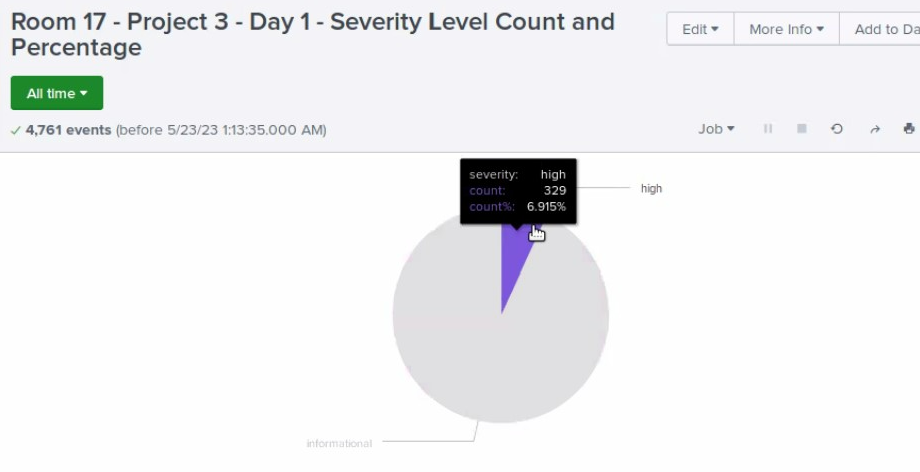 Room 17 - Project 3 - Day 1 - Severity Level Count and
Percentage
Edit ▾
More Info ▾
Add to Da
All time ▾
✓ 4,761 events (before 5/23/23 1:13:35.000 AM)
Job ▾
severity: high
count: 329
count%: 6.915%
high
informational